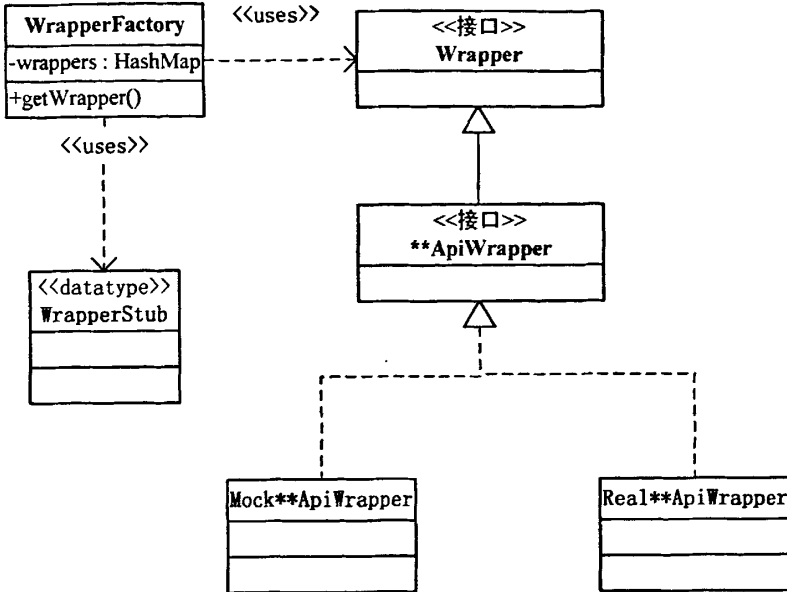 <<uses>>
WrapperFactory
-wrappers : HashMap
+getWrapper()
<<接口>>
Wrapper
<<uses>>
<<接口>>
**ApiWrapper
<<datatype>>
WrapperStub
Mock**ApiWrapper
Real**ApiWrapper